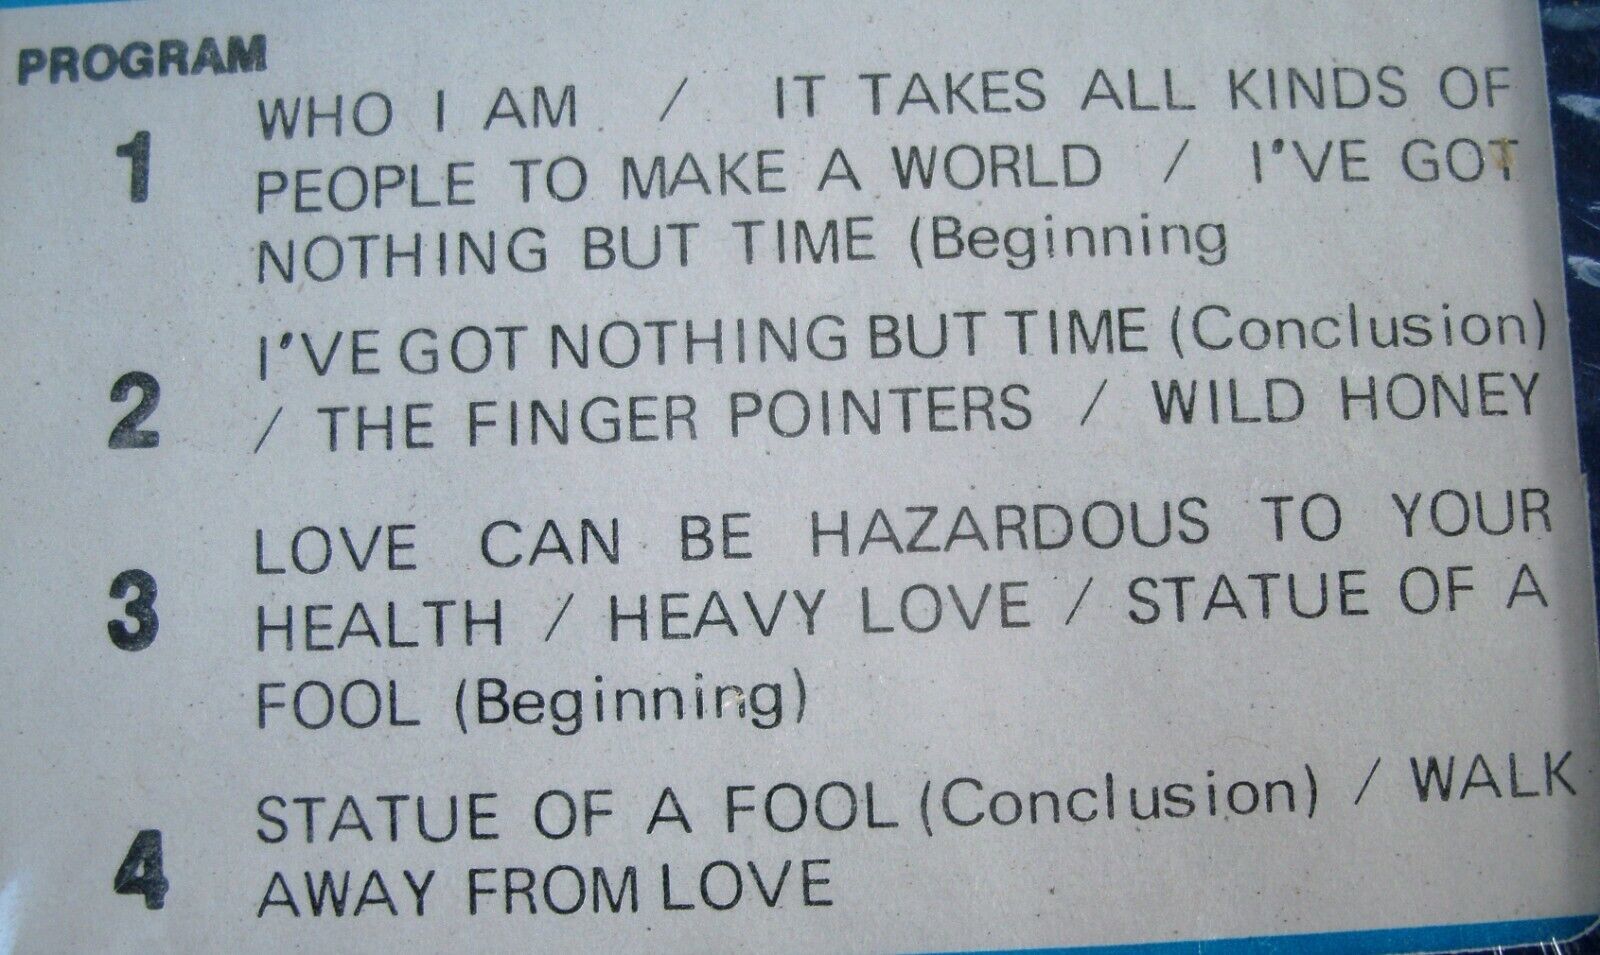 PROGRAM
1 WHO I AM / IT TAKES ALL KINDS OF
PEOPLE TO MAKE A WORLD / I'VE GOT
NOTHING BUT TIME (Beginning
2 I'VE GOT NOTHING BUT TIME (Conclusion)
/ THE FINGER POINTERS / WILD HONEY
3 LOVE CAN BE HAZARDOUS TO YOUR
HEALTH / HEAVY LOVE / STATUE OF A
FOOL (Beginning)
4 STATUE OF A FOOL (Conclusion) / WALK
AWAY FROM LOVE